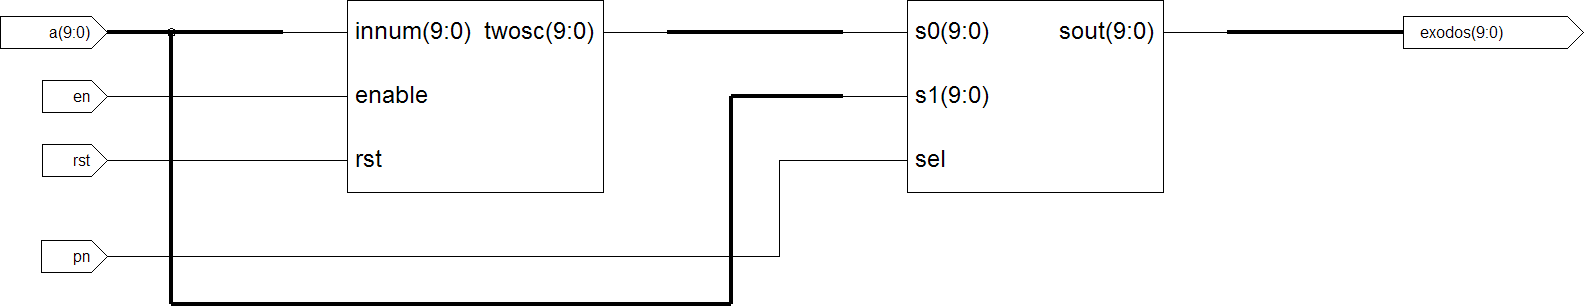 a(9:0)
innum(9:0) twosc(9:0)
s0(9:0) sout(9:0)
exodos(9:0)
en
enable
s1(9:0)
rst
rst
sel
pn